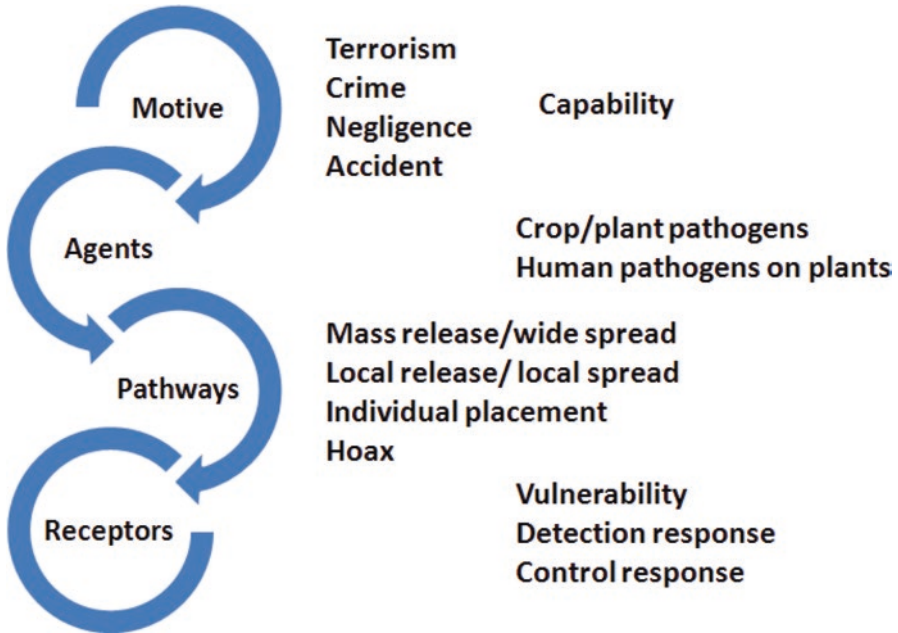 Motive
Terrorism
Crime
Negligence
Accident
Capability
Agents
Crop/plant pathogens
Human pathogens on plants
Pathways
Mass release/wide spread
Local release/ local spread
Individual placement
Hoax
Receptors
Vulnerability
Detection response
Control response